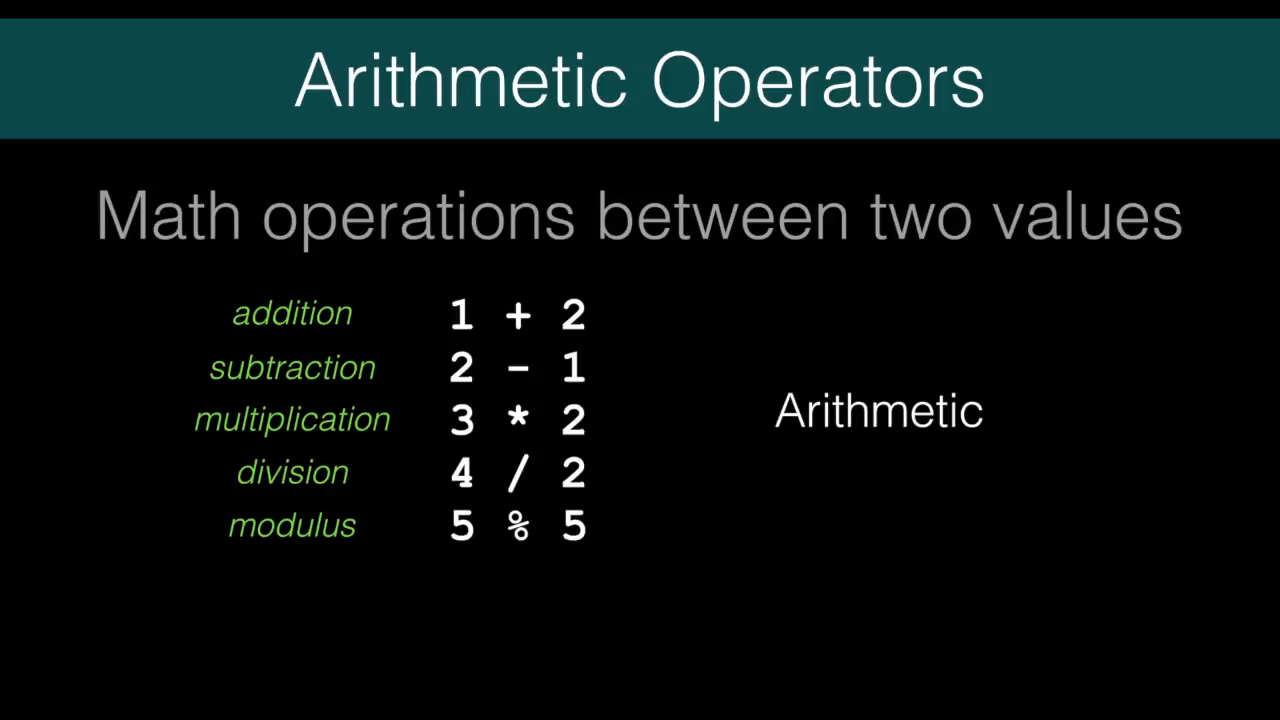 Arithmetic Operators
Math operations between two values
addition 1 + 2
subtraction 2 - 1
multiplication 3 * 2
division 4 / 2
modulus 5 % 5
Arithmetic